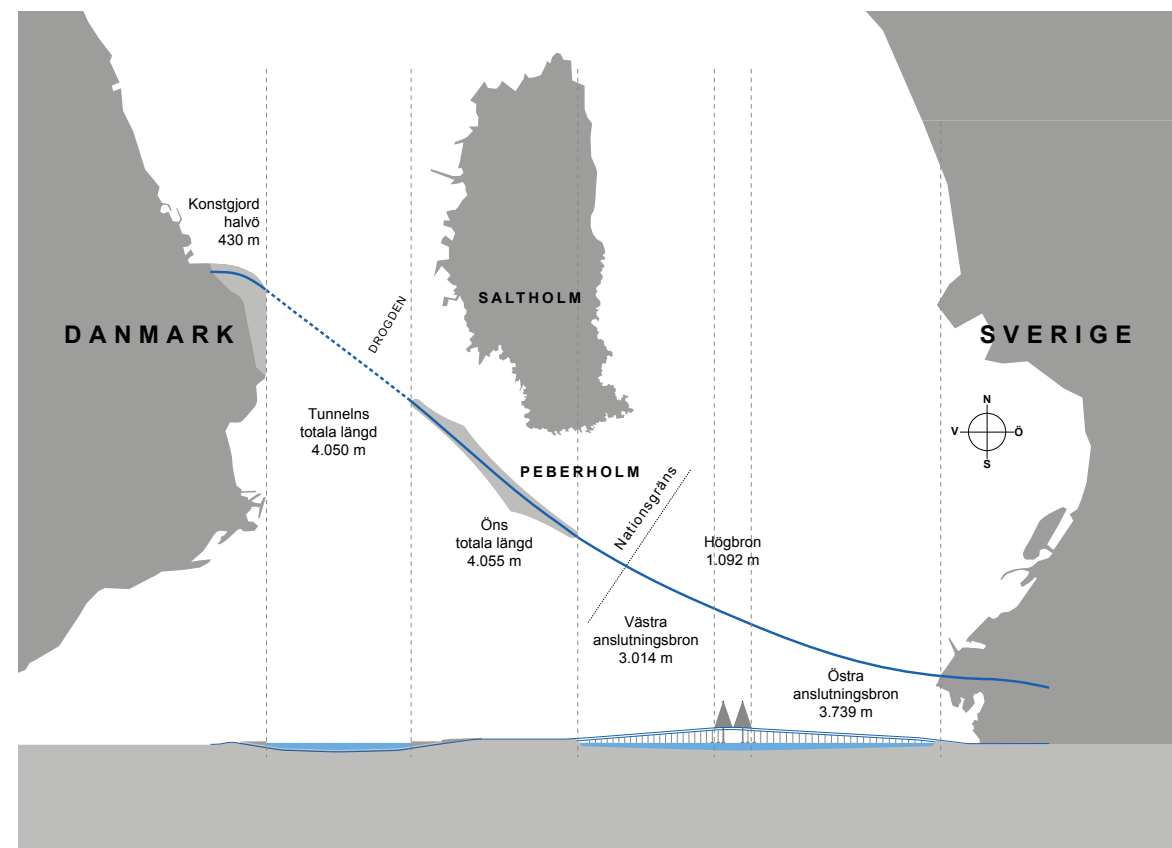 Konstgjord
halvö
430 m
DROGDEN
SALTHOLM
DANMARK
SVERIGE
N
V
Ö
S
Tunnelns
totala längd
4.050 m
PEBERHOLM
Nationsgräns
Öns
totala längd
4.055 m
Högbron
1.092 m
Västra
anslutningsbron
3.014 m
Östra
anslutningsbron
3.739 m